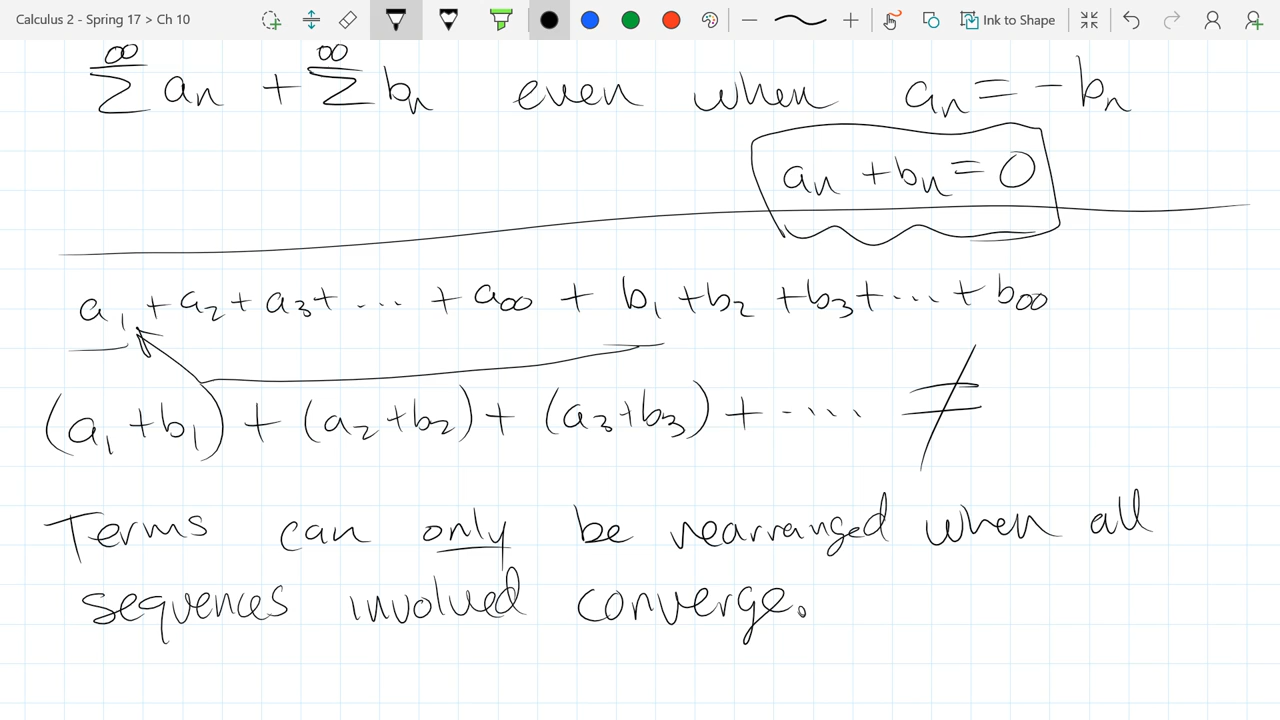 Calculus 2 - Spring 17 > Ch 10
Ink to Shape
∑^∞ an + ∑^∞ bn even when an = -bn
an + bn = 0
a1 + a2 + a3 + .... + a∞ + b1 + b2 + b3 + ... + b∞
(a1 + b1) + (a2 + b2) + (a3 + b3) + ..... ≠
Terms can only be rearranged when all
sequences involved converge.